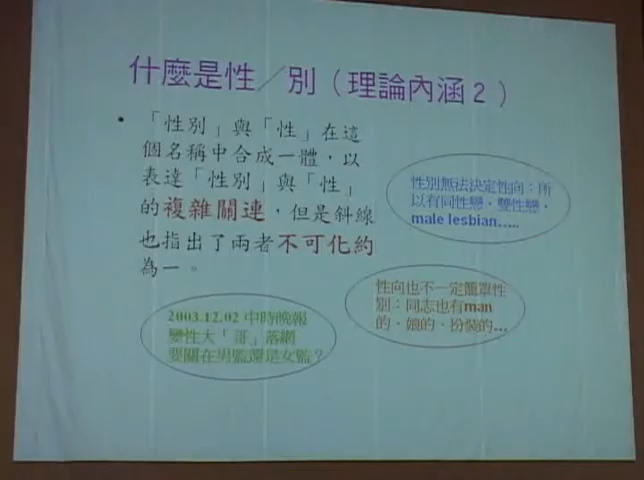 什麼是性／別（理論內涵2）
• 「性別」與「性」在這
個名稱中合成一體，以
表達「性別」與「性」
的複雜關連，但是斜線
也指出了兩者不可化約
為一。
性別無法決定性向：所
以有同性戀、雙性戀、
male lesbian.....
性向也不一定籠罩性
別：同志也有man
的、娘的、扮裝的...
2003.12.02 中時晚報
變性大「哥」落網
要關在男監還是女監？